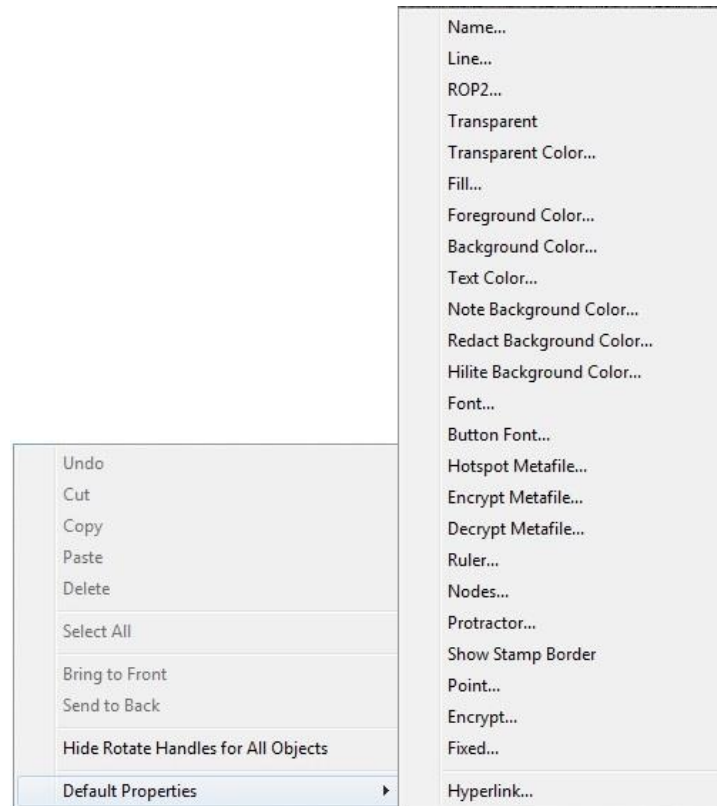 Undo
Cut
Copy
Paste
Delete
Select All
Bring to Front
Send to Back
Hide Rotate Handles for All Objects
Default Properties
Name...
Line...
ROP2...
Transparent
Transparent Color...
Fill...
Foreground Color...
Background Color...
Text Color...
Note Background Color...
Redact Background Color...
Hilite Background Color...
Font...
Button Font...
Hotspot Metafile...
Encrypt Metafile...
Decrypt Metafile...
Ruler...
Nodes...
Protractor...
Show Stamp Border
Point...
Encrypt...
Fixed...
Hyperlink...